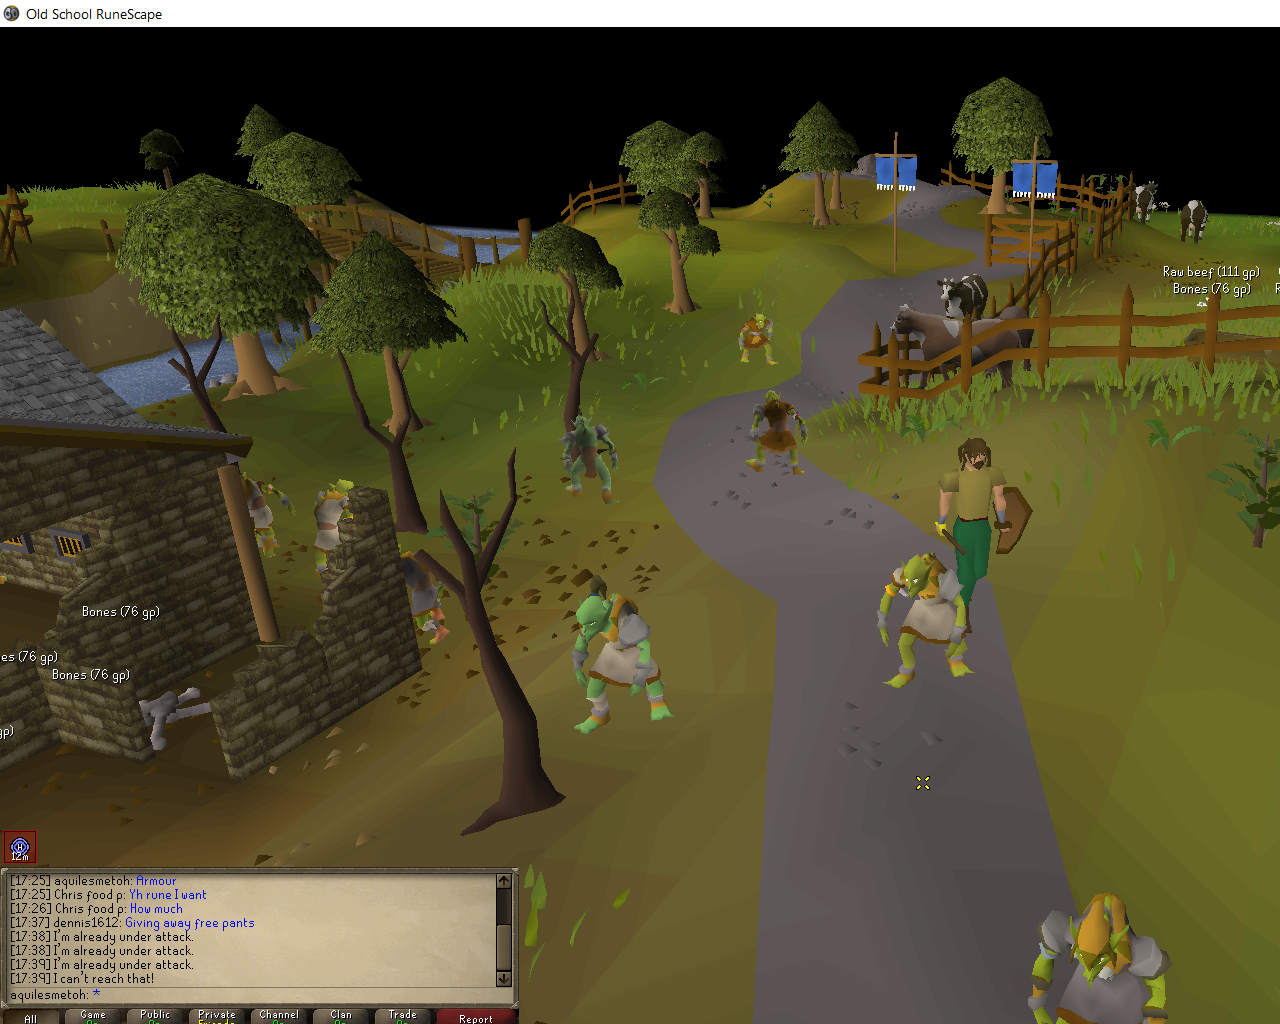 Old School RuneScape
Raw beef (111 gp)
Bones (76 gp)
Bones (76 gp)
es (76 gp)
Bones (76 gp)
gp)
12m
[17:25] aquilesmetoh: Armour
[17:25] Chris food p: Yh rune I want
[17:26] Chris food p: How much
[17:37] dennis1612: Giving away free pants
[17:38] I'm already under attack.
[17:38] I'm already under attack.
[17:39] I'm already under attack.
[17:39] I can't reach that!
aquilesmetoh: *
All Game Public Private Channel Clan Trade Report